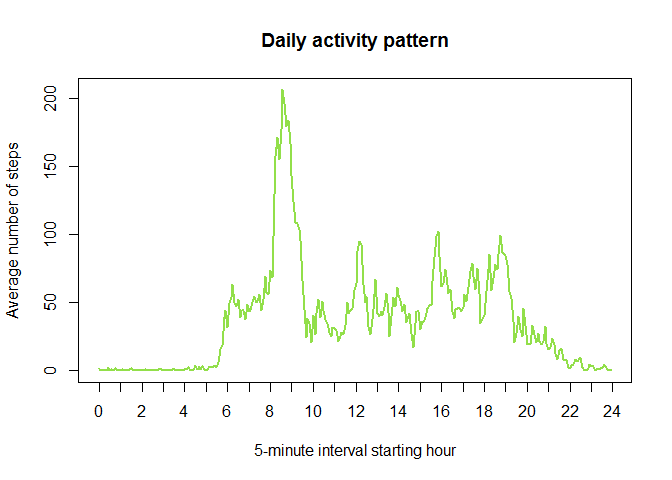 Daily activity pattern
Average number of steps
200
150
100
50
0
0 2 4 6 8 10 12 14 16 18 20 22 24
5-minute interval starting hour